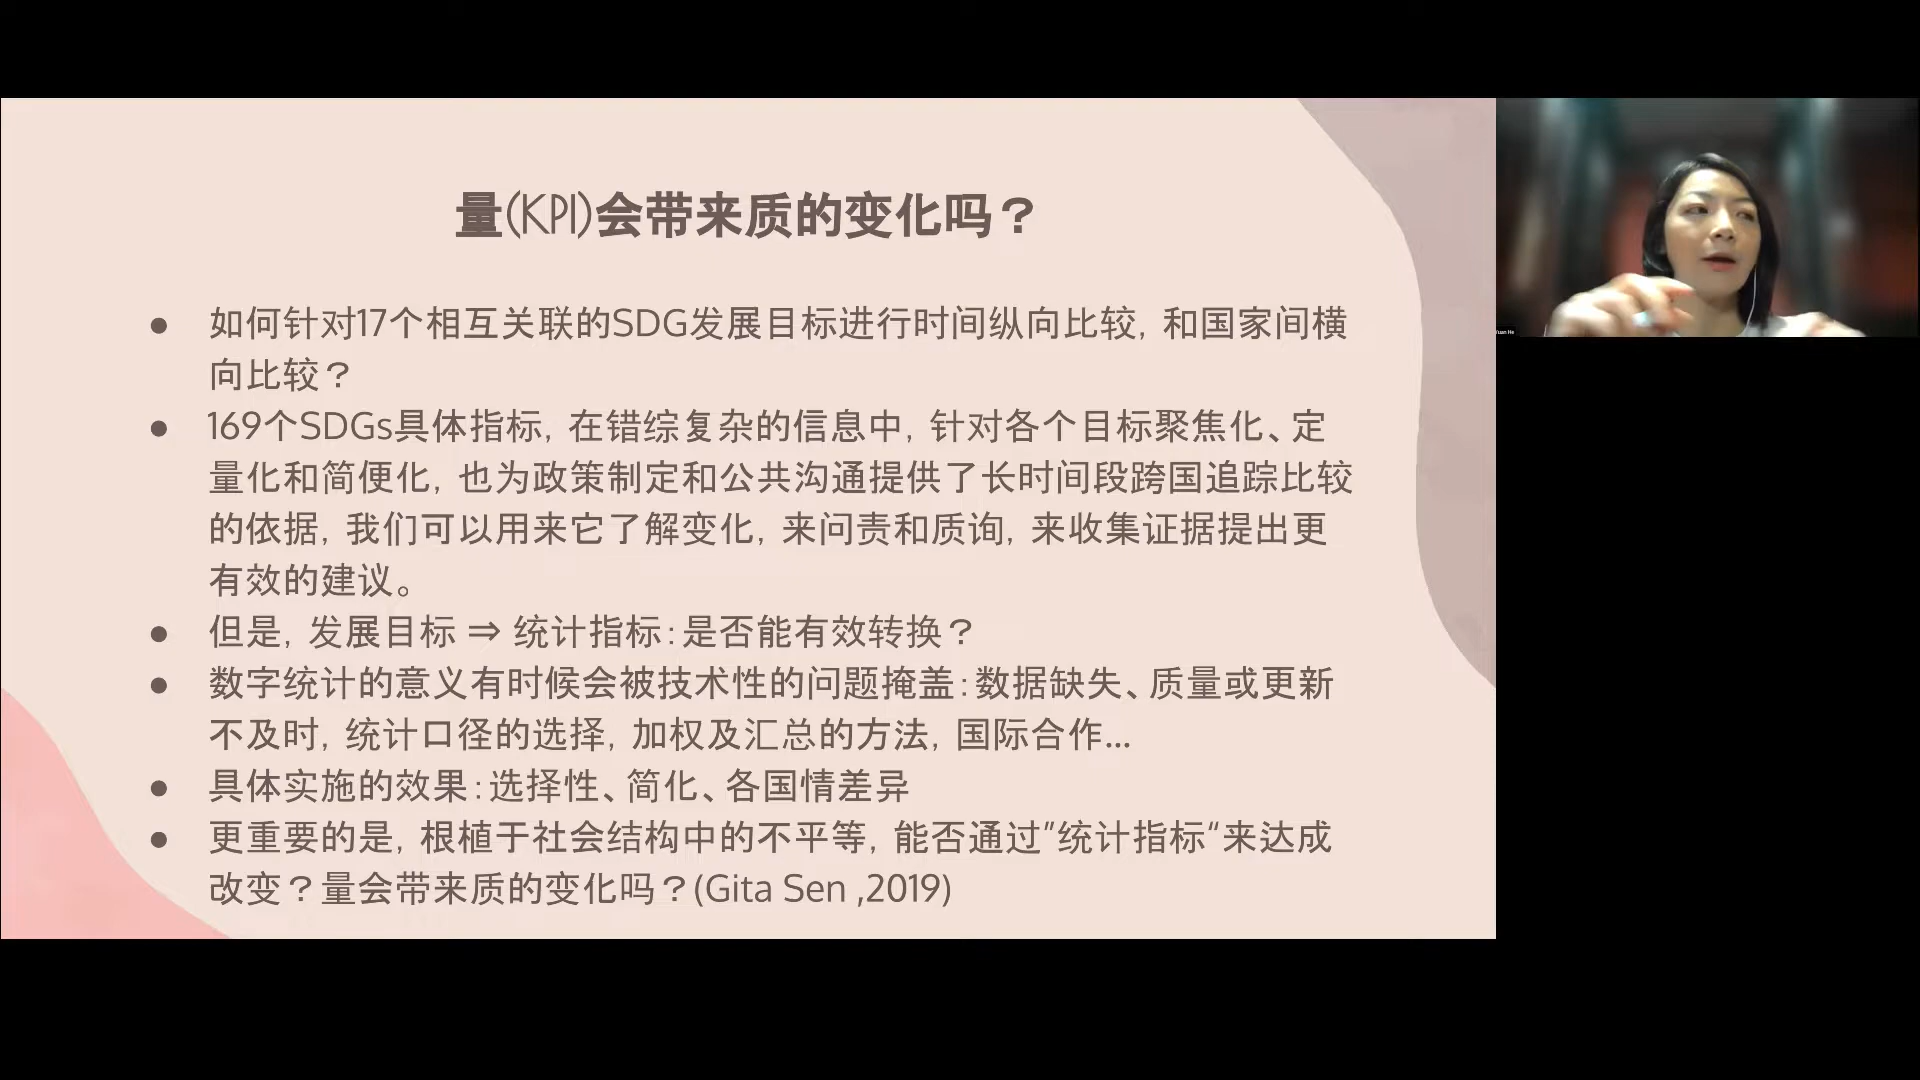 量(KPI)会带来质的变化吗？
● 如何针对17个相互关联的SDG发展目标进行时间纵向比较, 和国家间横
向比较？
● 169个SDGs具体指标, 在错综复杂的信息中, 针对各个目标聚焦化、定
量化和简便化, 也为政策制定和公共沟通提供了长时间段跨国追踪比较
的依据, 我们可以用来它了解变化, 来问责和质询, 来收集证据提出更
有效的建议。
● 但是, 发展目标 ⇒ 统计指标：是否能有效转换？
● 数字统计的意义有时候会被技术性的问题掩盖：数据缺失、质量或更新
不及时, 统计口径的选择, 加权及汇总的方法, 国际合作...
● 具体实施的效果：选择性、简化、各国情差异
● 更重要的是, 根植于社会结构中的不平等, 能否通过”统计指标“来达成
改变？量会带来质的变化吗？(Gita Sen ,2019)